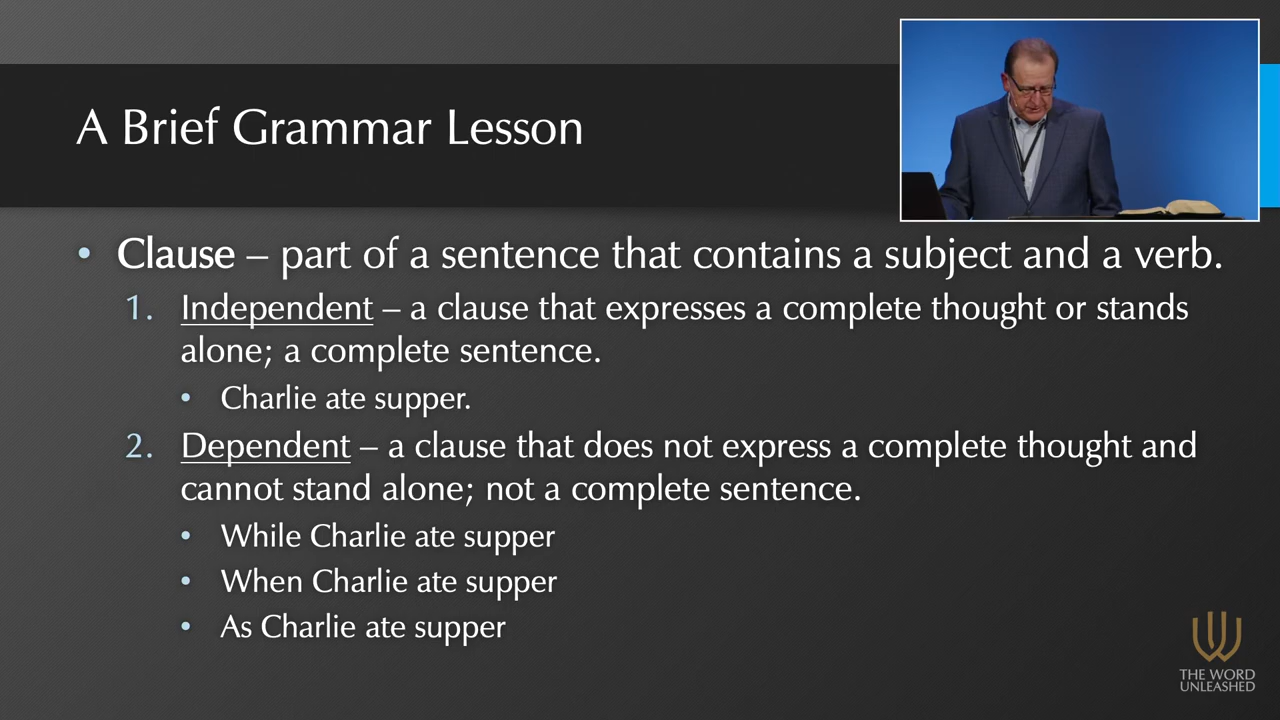 A Brief Grammar Lesson
• Clause – part of a sentence that contains a subject and a verb.
1. Independent – a clause that expresses a complete thought or stands
alone; a complete sentence.
• Charlie ate supper.
2. Dependent – a clause that does not express a complete thought and
cannot stand alone; not a complete sentence.
• While Charlie ate supper
• When Charlie ate supper
• As Charlie ate supper
THE WORD
UNLEASHED